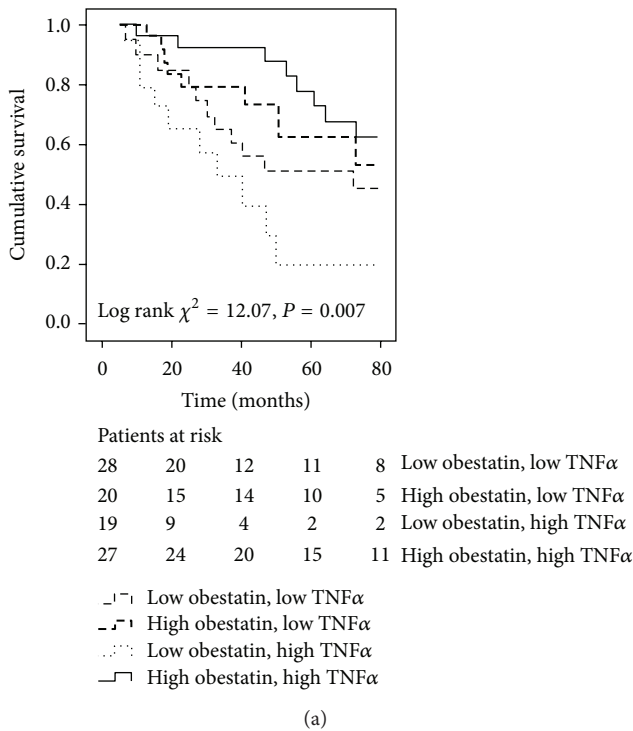 1.0
0.8
0.6
0.4
0.2
0.0
Cumulative survival
Log rank χ² = 12.07, P = 0.007
0 20 40 60 80
Time (months)
Patients at risk
28 20 12 11 8 Low obestatin, low TNFα
20 15 14 10 5 High obestatin, low TNFα
19 9 4 2 2 Low obestatin, high TNFα
27 24 20 15 11 High obestatin, high TNFα
Low obestatin, low TNFα
High obestatin, low TNFα
Low obestatin, high TNFα
High obestatin, high TNFα
(a)